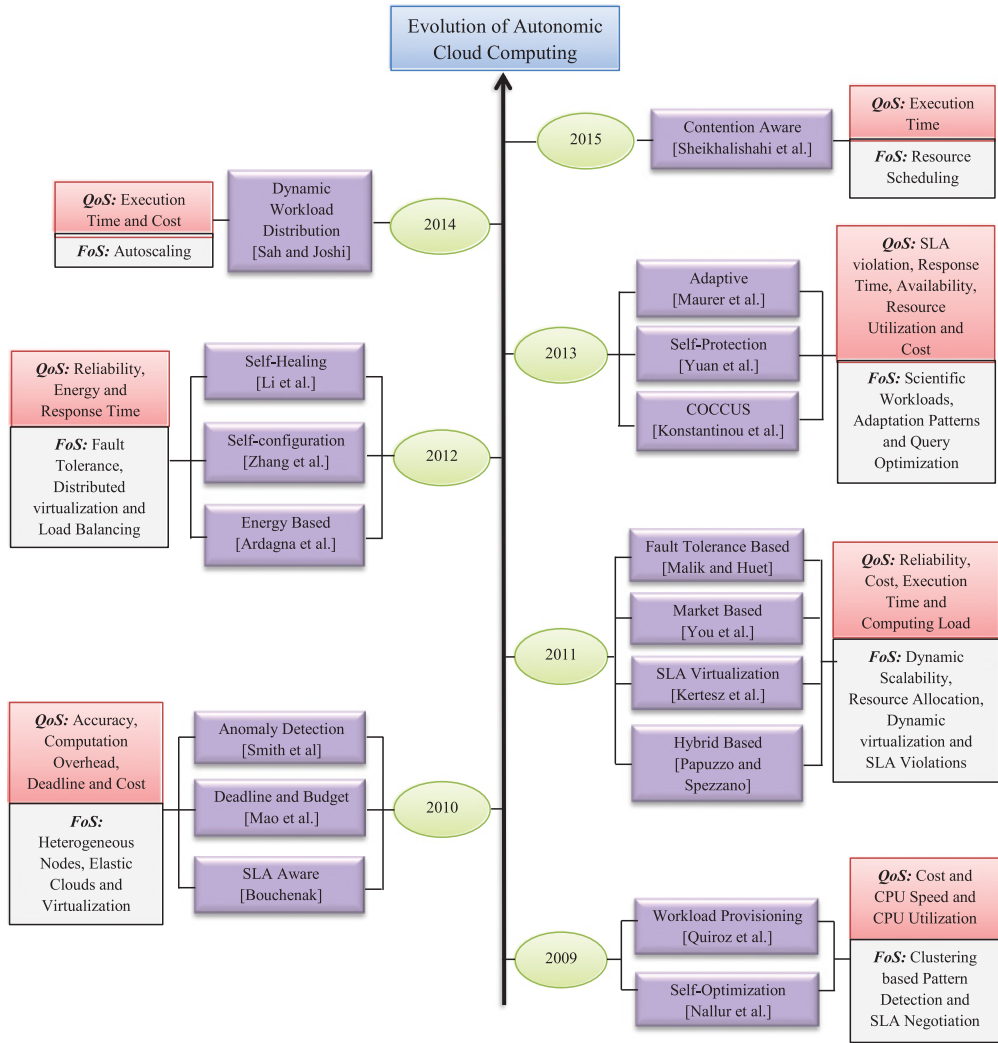 Evolution of Autonomic
Cloud Computing
2015
Contention Aware
[Sheikhalishahi et al.]
QoS: Execution
Time
FoS: Resource
Scheduling
QoS: Execution
Time and Cost
FoS: Autoscaling
Dynamic
Workload
Distribution
[Sah and Joshi]
2014
2013
Adaptive
[Maurer et al.]
Self-Protection
[Yuan et al.]
COCCUS
[Konstantinou et al.]
QoS: SLA
violation, Response
Time, Availability,
Resource
Utilization and
Cost
FoS: Scientific
Workloads,
Adaptation Patterns
and Query
Optimization
QoS: Reliability,
Energy and
Response Time
FoS: Fault
Tolerance,
Distributed
virtualization and
Load Balancing
Self-Healing
[Li et al.]
Self-configuration
[Zhang et al.]
Energy Based
[Ardagna et al.]
2012
2011
Fault Tolerance Based
[Malik and Huet]
Market Based
[You et al.]
SLA Virtualization
[Kertesz et al.]
Hybrid Based
[Papuzzo and
Spezzano]
QoS: Reliability,
Cost, Execution
Time and
Computing Load
FoS: Dynamic
Scalability,
Resource Allocation,
Dynamic
virtualization and
SLA Violations
QoS: Accuracy,
Computation
Overhead,
Deadline and Cost
FoS:
Heterogeneous
Nodes, Elastic
Clouds and
Virtualization
Anomaly Detection
[Smith et al]
Deadline and Budget
[Mao et al.]
SLA Aware
[Bouchenak]
2010
2009
Workload Provisioning
[Quiroz et al.]
Self-Optimization
[Nallur et al.]
QoS: Cost and
CPU Speed and
CPU Utilization
FoS: Clustering
based Pattern
Detection and
SLA Negotiation